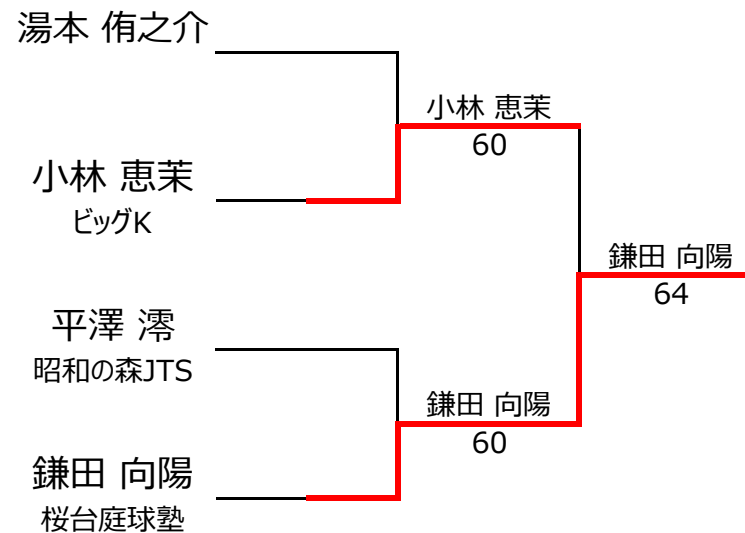 湯本 侑之介
小林 恵茉
60
小林 恵茉
ビッグK
鎌田 向陽
64
平澤 澪
昭和の森JTS
鎌田 向陽
60
鎌田 向陽
桜台庭球塾